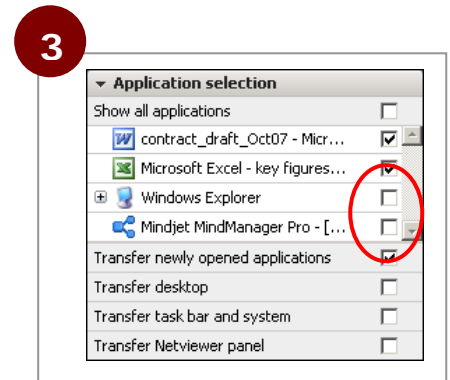 3
Application selection
Show all applications
contract_draft_Oct07 - Micr...
Microsoft Excel - key figures...
Windows Explorer
Mindjet MindManager Pro - [...
Transfer newly opened applications
Transfer desktop
Transfer task bar and system
Transfer Netviewer panel